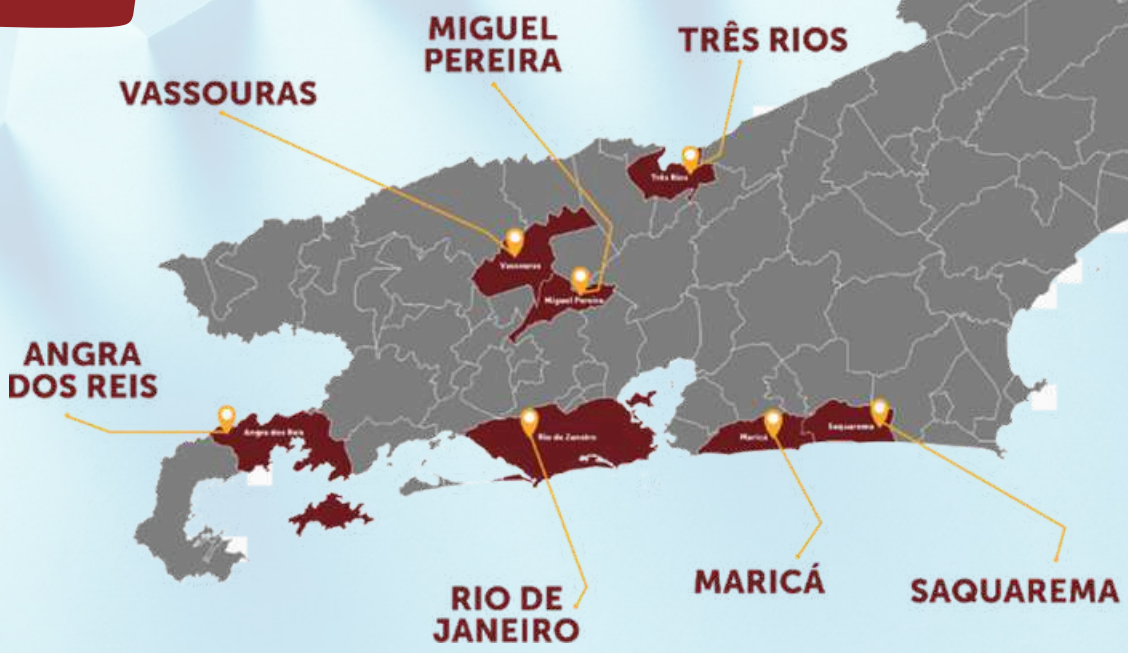 MIGUEL
PEREIRA
TRÊS RIOS
VASSOURAS
Três Rios
Vassouras
Miguel Pereira
ANGRA
DOS REIS
Angra dos Reis
Rio de Janeiro
Maricá
Saquarema
RIO DE
JANEIRO
MARICÁ
SAQUAREMA